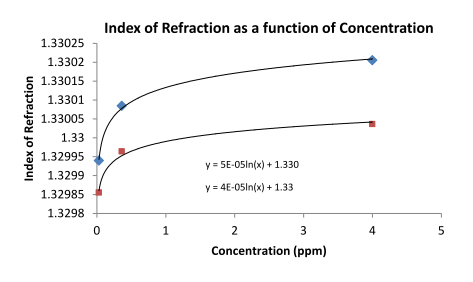 Index of Refraction as a function of Concentration
Index of Refraction
1.33025
1.3302
1.33015
1.3301
1.33005
1.33
1.32995
1.3299
1.32985
1.3298
y = 5E-05ln(x) + 1.330
y = 4E-05ln(x) + 1.33
0 1 2 3 4 5
Concentration (ppm)